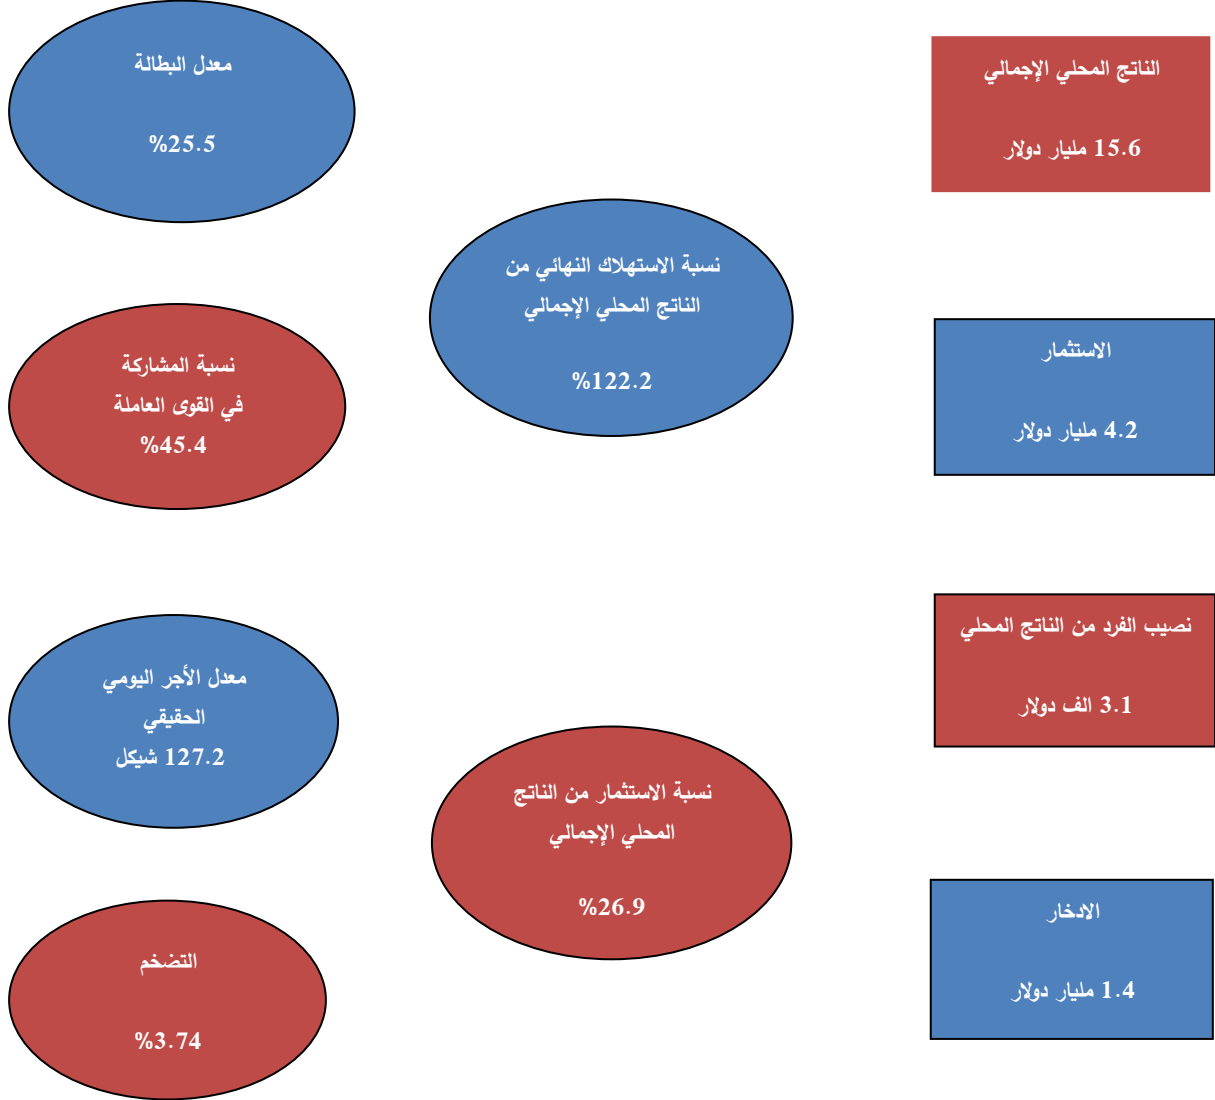 الناتج المحلي الإجمالي
15.6 مليار دولار
الاستثمار
4.2 مليار دولار
نصيب الفرد من الناتج المحلي
3.1 الف دولار
الادخار
1.4 مليار دولار
نسبة الاستهلاك النهائي من
الناتج المحلي الإجمالي
%122.2
نسبة الاستثمار من الناتج
المحلي الإجمالي
%26.9
معدل البطالة
%25.5
نسبة المشاركة
في القوى العاملة
%45.4
معدل الأجر اليومي
الحقيقي
127.2 شيكل
التضخم
%3.74